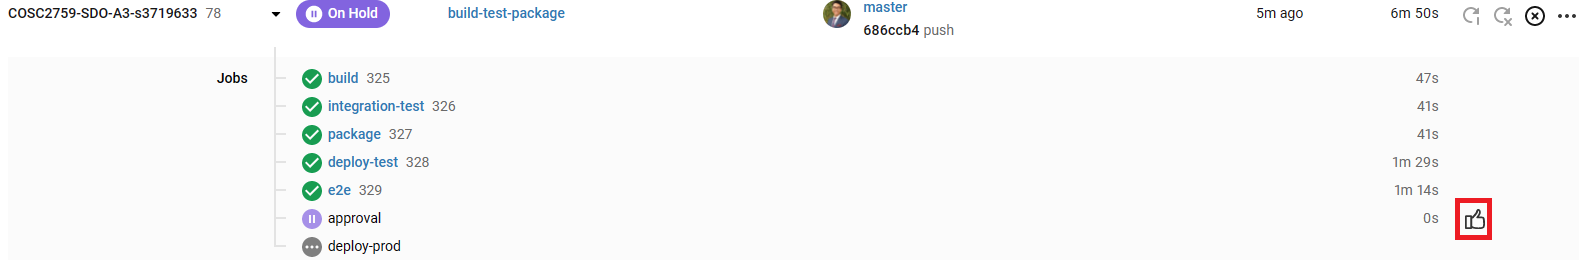 COSC2759-SDO-A3-s3719633 78 On Hold build-test-package master 5m ago 6m 50s
686ccb4 push
Jobs build 325 47s
integration-test 326 41s
package 327 41s
deploy-test 328 1m 29s
e2e 329 1m 14s
approval 0s
deploy-prod